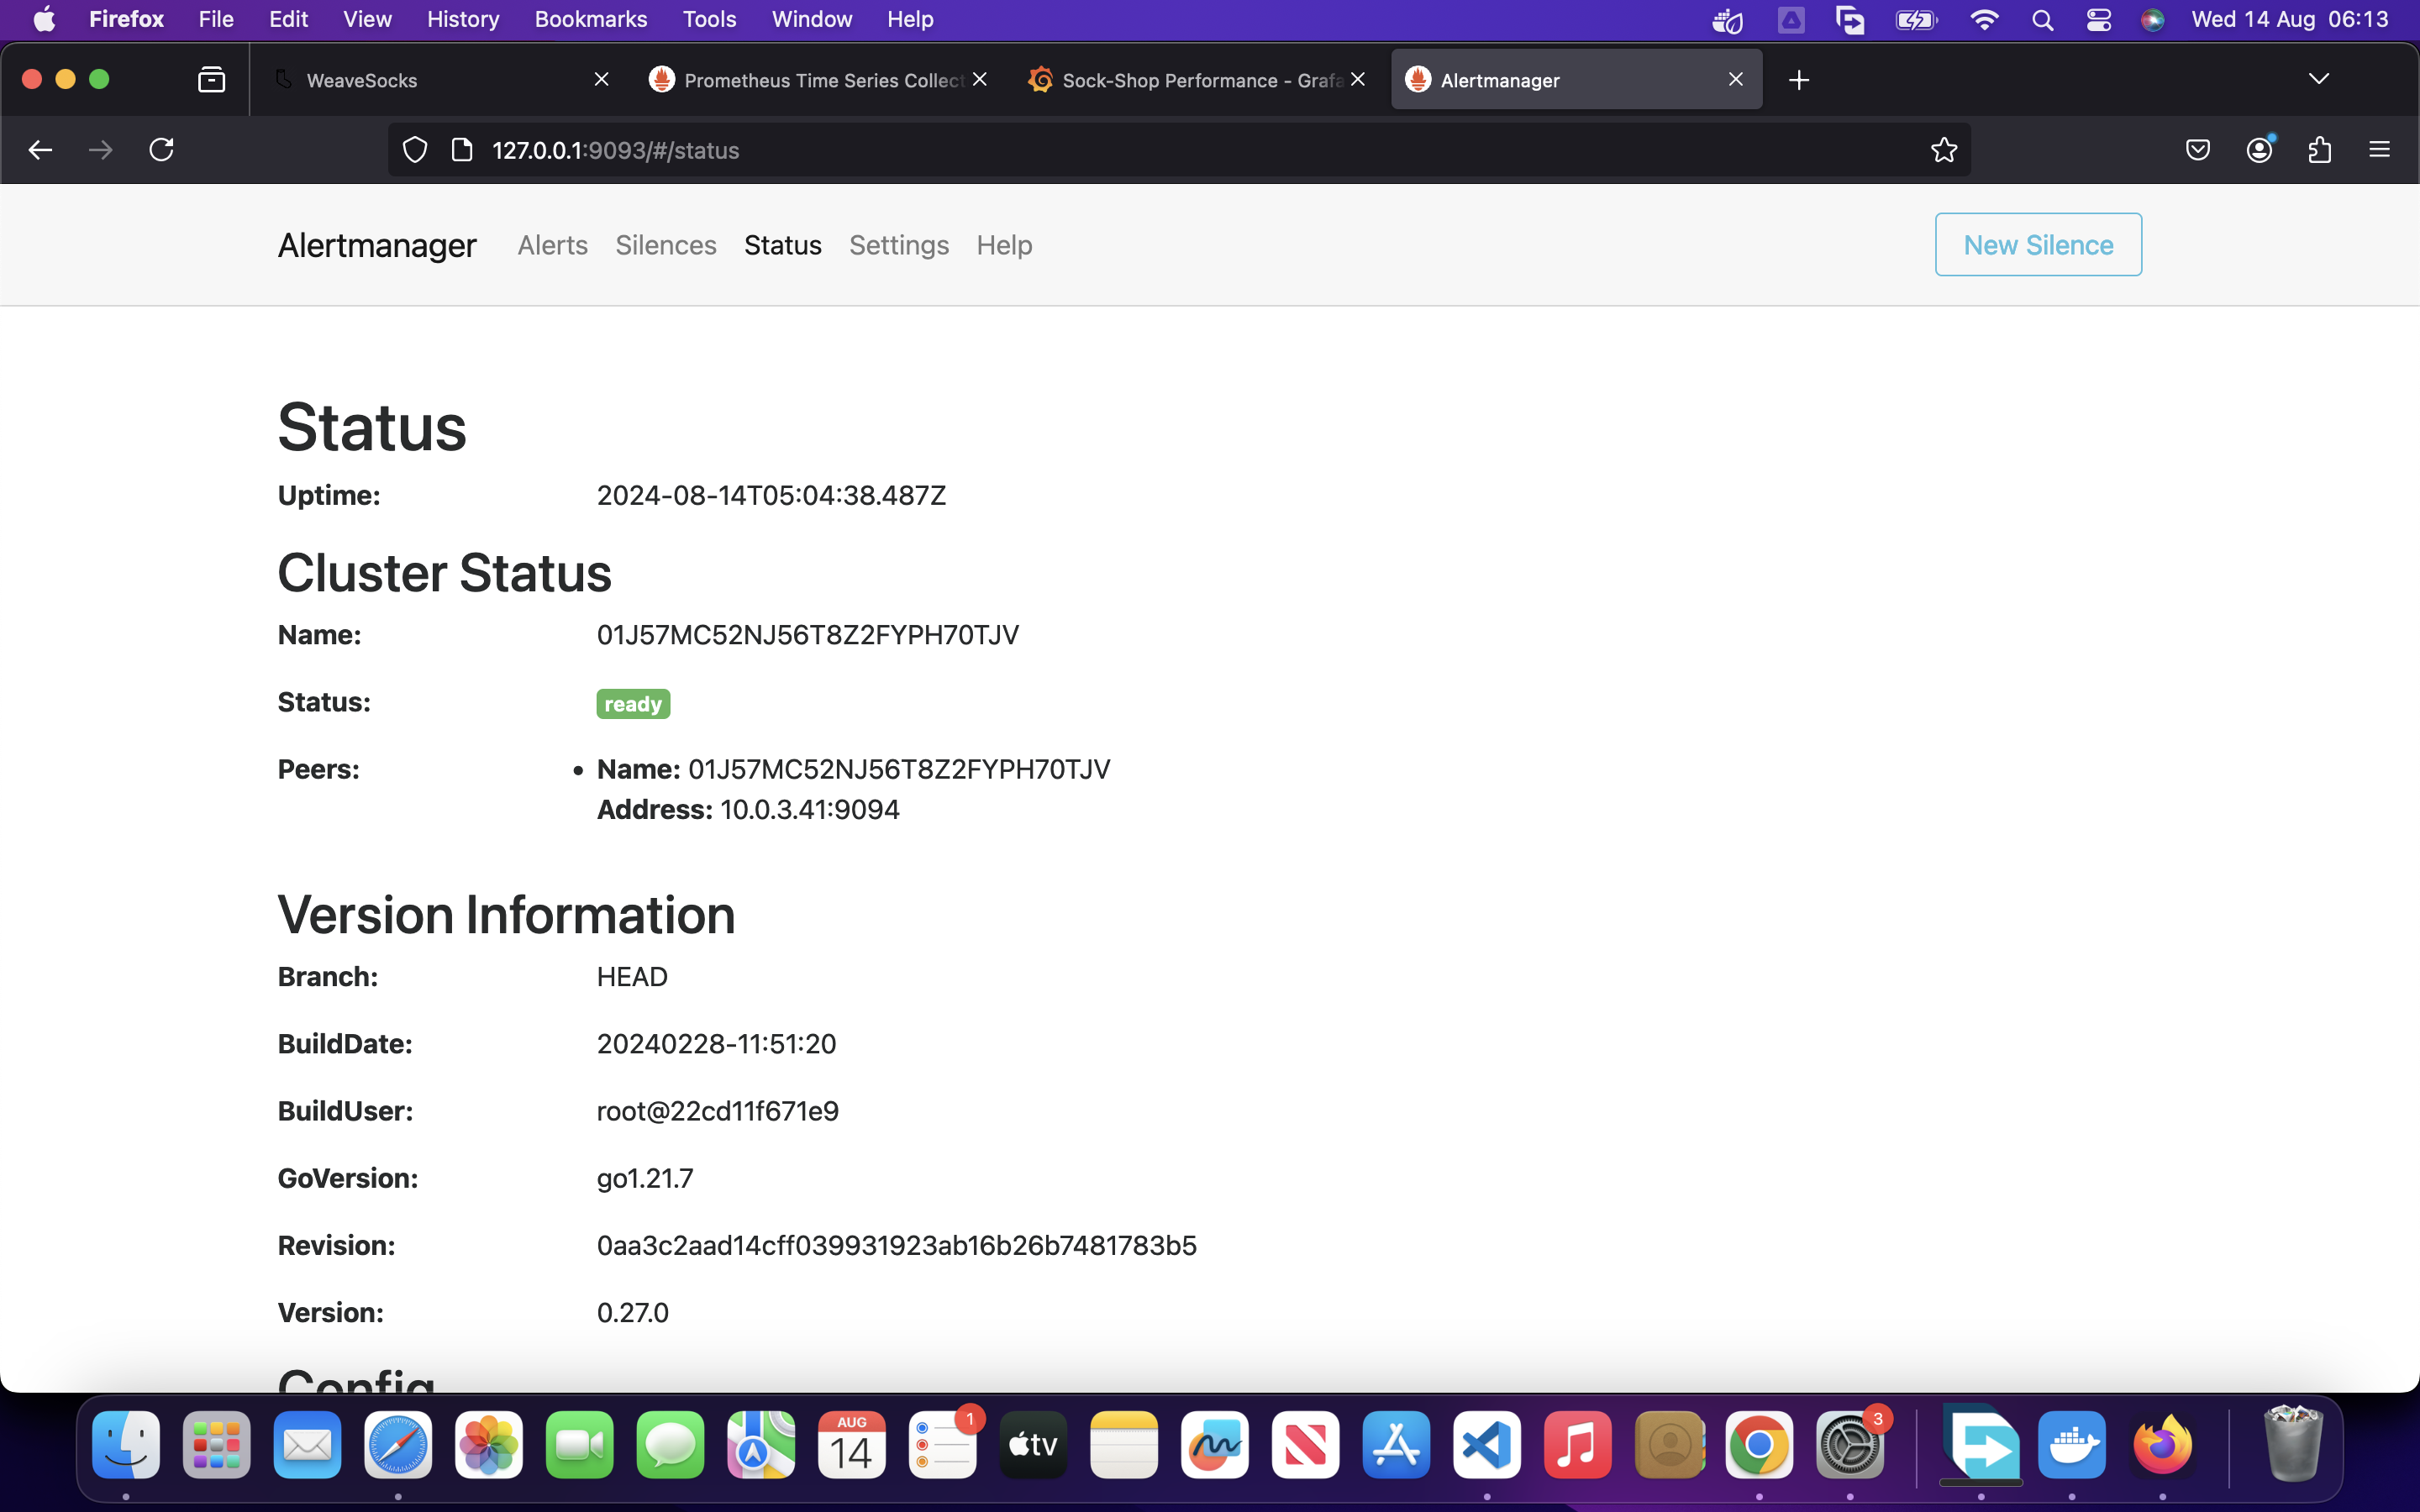 Firefox File Edit View History Bookmarks Tools Window Help Wed 14 Aug 06:13
WeaveSocks Prometheus Time Series Collect Sock-Shop Performance - Grafa Alertmanager
127.0.0.1:9093/#/status
Alertmanager Alerts Silences Status Settings Help New Silence
Status
Uptime: 2024-08-14T05:04:38.487Z
Cluster Status
Name: 01J57MC52NJ56T8Z2FYPH70TJV
Status: ready
Peers: • Name: 01J57MC52NJ56T8Z2FYPH70TJV
Address: 10.0.3.41:9094
Version Information
Branch: HEAD
BuildDate: 20240228-11:51:20
BuildUser: root@22cd11f671e9
GoVersion: go1.21.7
Revision: 0aa3c2aad14cff039931923ab16b26b7481783b5
Version: 0.27.0
Config
AUG 1 3
14 tv